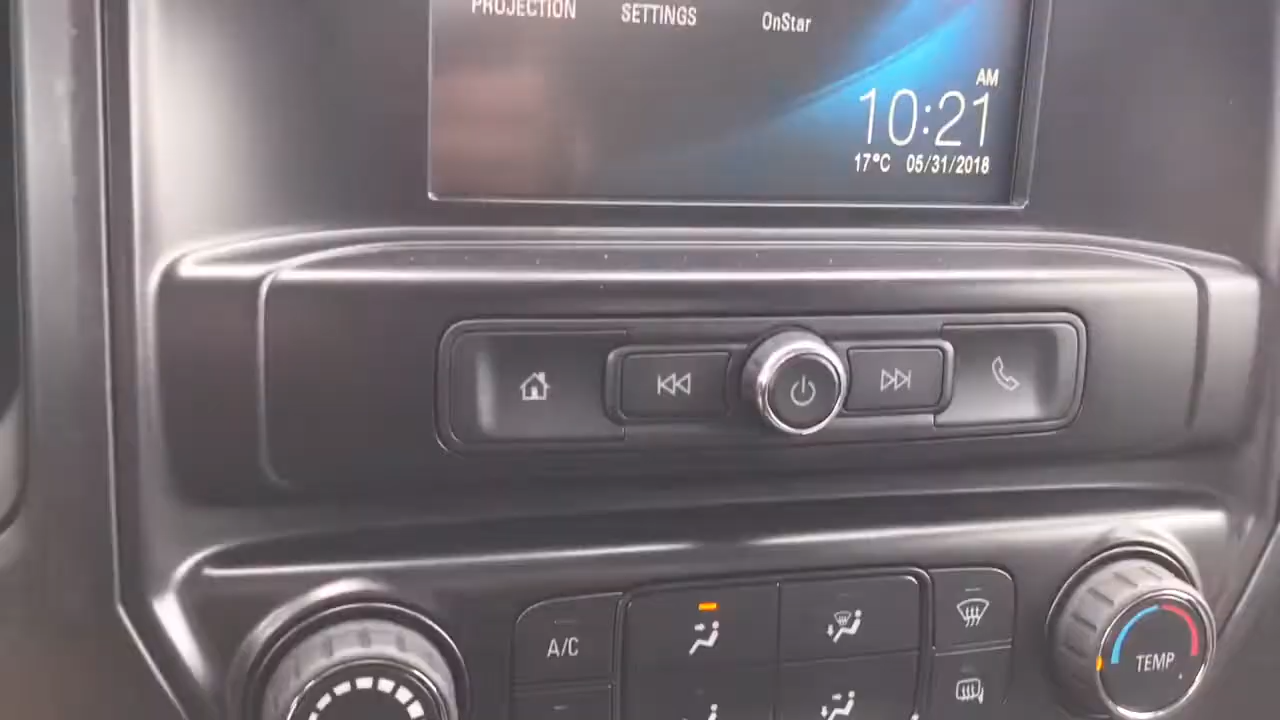 PROJECTION SETTINGS OnStar
AM
10:21
17°C 05/31/2018
A/C
TEMP